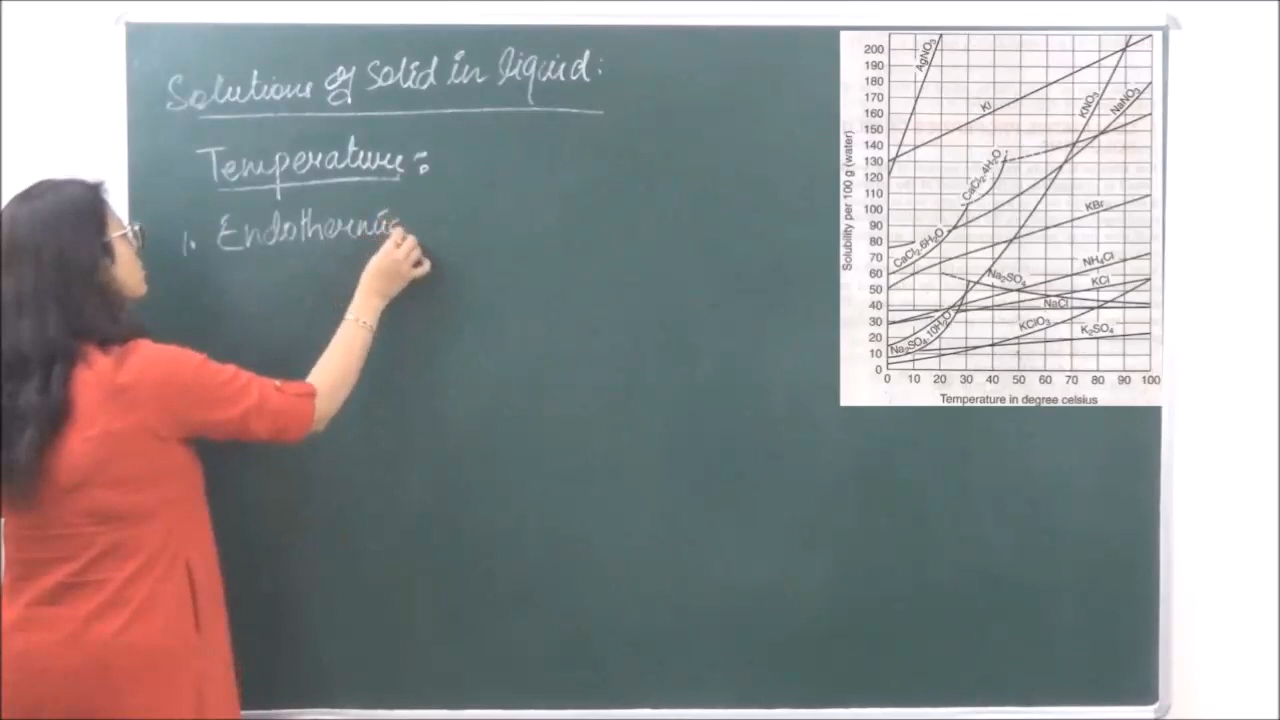 Solutions of Solid in liquid:
Temperature:
1. Endothermic
Solubility per 100 g (water)
200
190
180
170
160
150
140
130
120
110
100
90
80
70
60
50
40
30
20
10
0
AgNO3
KI
KNO3
NaNO3
CaCl2.4H2O
CaCl2.6H2O
KBr
Na2SO4
NH4Cl
KCl
NaCl
KClO3
K2SO4
Na2SO4.10H2O
0 10 20 30 40 50 60 70 80 90 100
Temperature in degree celsius